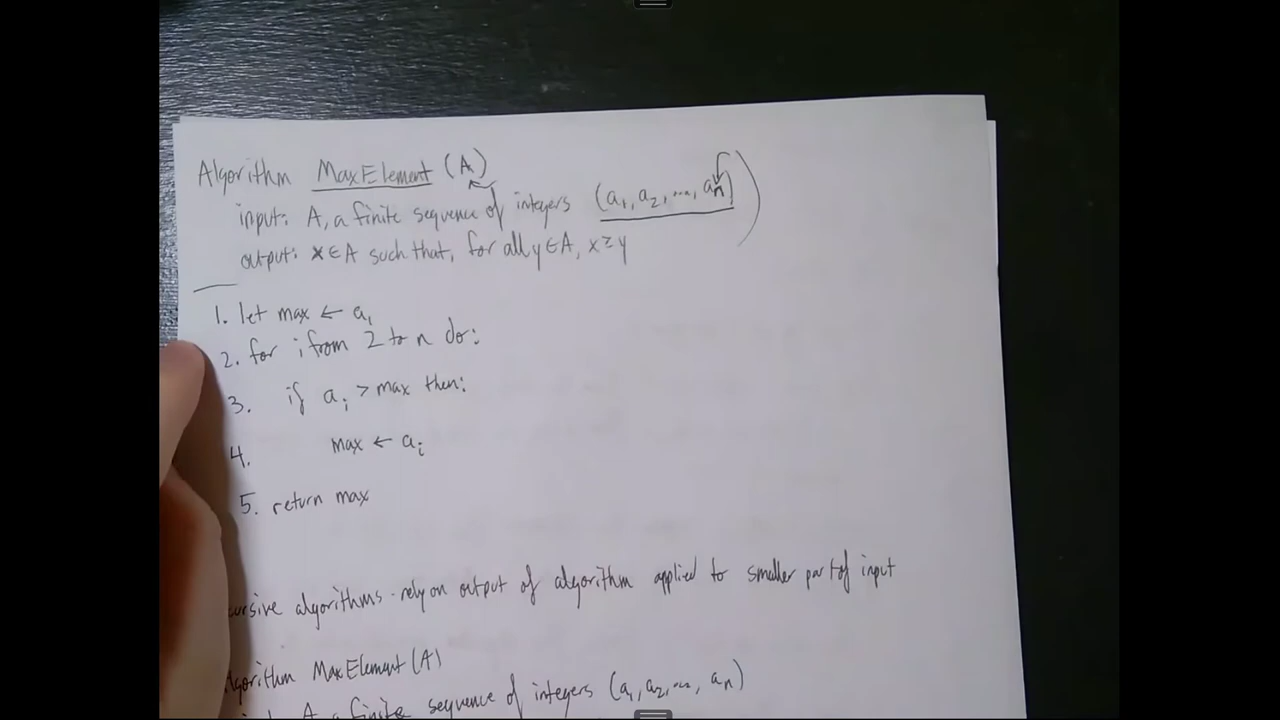 Algorithm MaxElement (A)
input: A, a finite sequence of integers (a₁, a₂, ..., aₙ)
output: x ∈ A such that, for all y ∈ A, x ≥ y
1. let max ← a₁
2. for i from 2 to n do:
3. if aᵢ > max then:
4. max ← aᵢ
5. return max
cursive algorithms - rely on output of algorithm applied to smaller part of input
lgorithm MaxElement (A)
A, a finite sequence of integers (a₁, a₂, ..., aₙ)